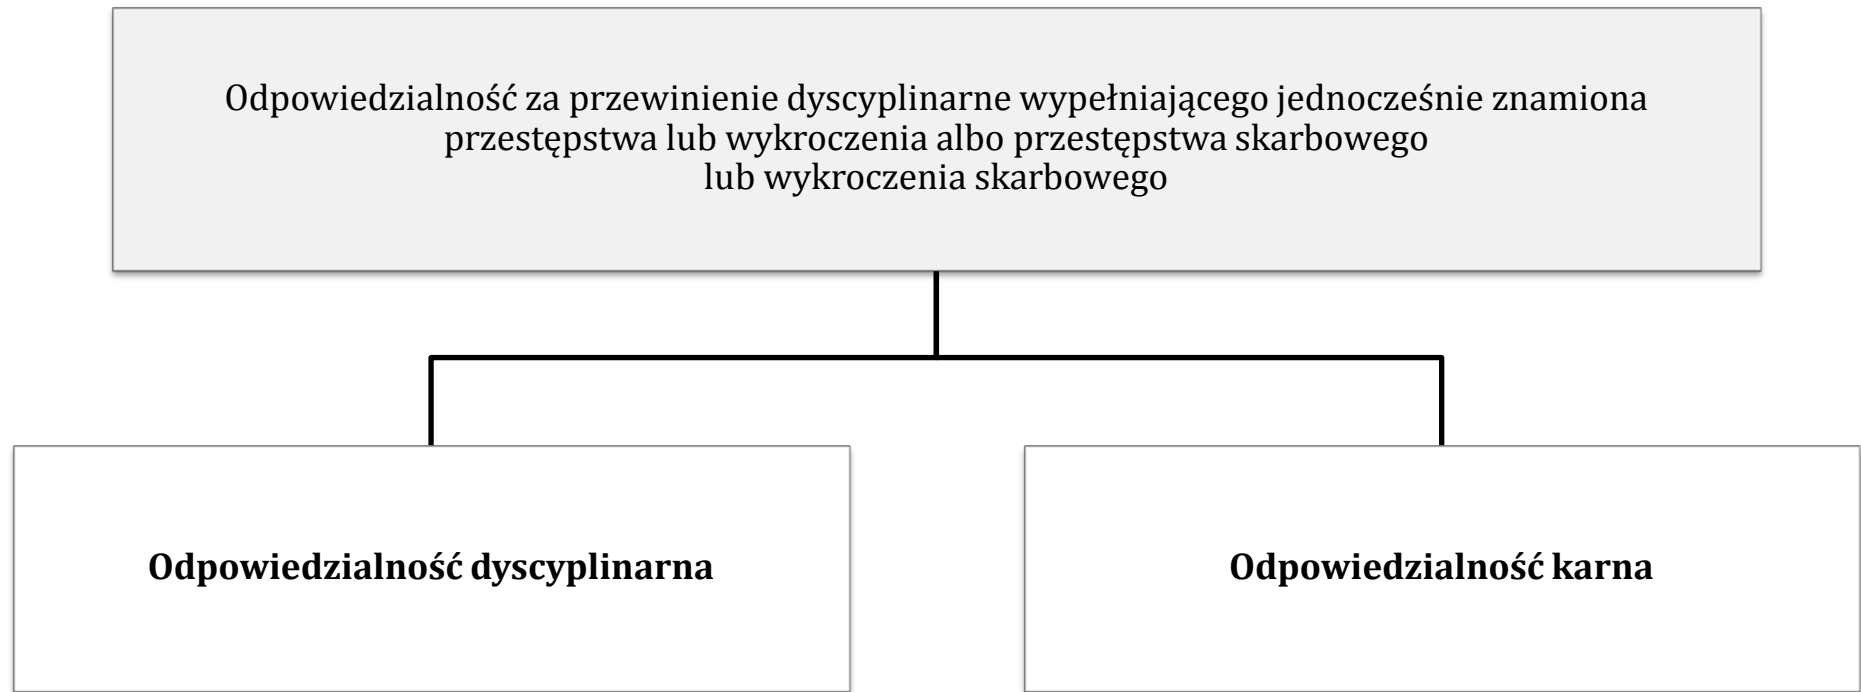 Odpowiedzialność za przewinienie dyscyplinarne wypełniającego jednocześnie znamiona
przestępstwa lub wykroczenia albo przestępstwa skarbowego
lub wykroczenia skarbowego
Odpowiedzialność dyscyplinarna
Odpowiedzialność karna